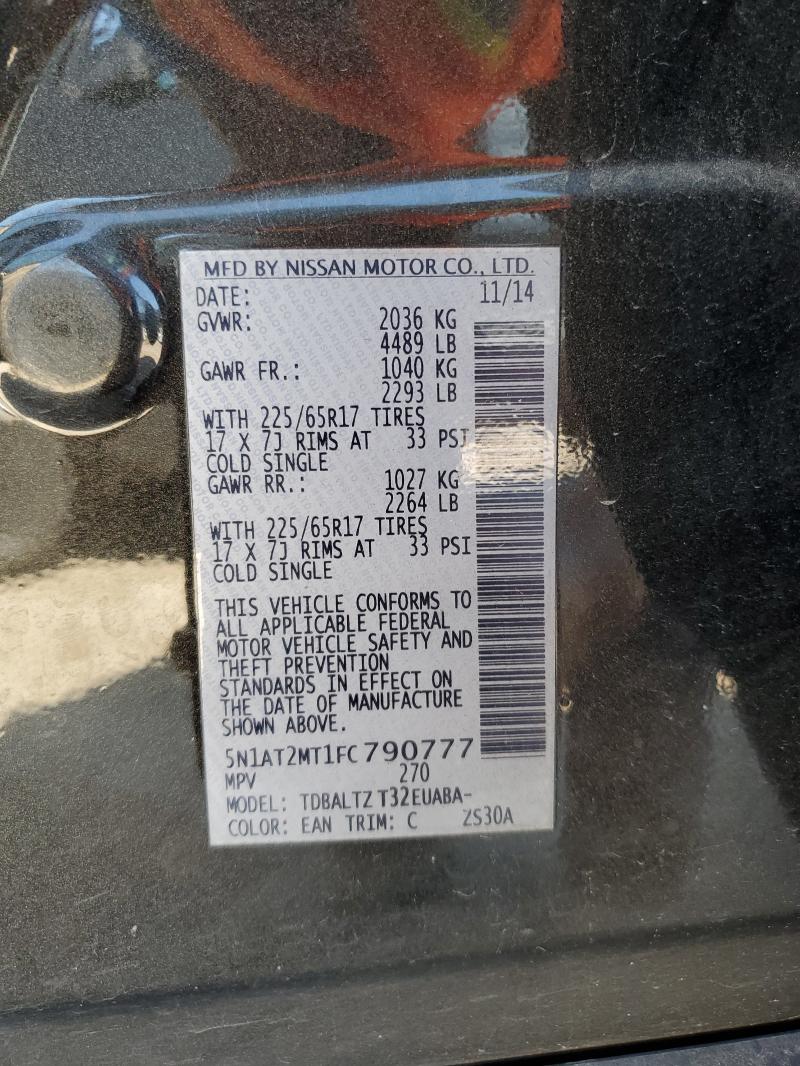 MFD BY NISSAN MOTOR CO., LTD.
DATE: 11/14
GVWR: 2036 KG
4489 LB
GAWR FR.: 1040 KG
2293 LB
WITH 225/65R17 TIRES
17 X 7J RIMS AT 33 PSI
COLD SINGLE
GAWR RR.: 1027 KG
2264 LB
WITH 225/65R17 TIRES
17 X 7J RIMS AT 33 PSI
COLD SINGLE
THIS VEHICLE CONFORMS TO
ALL APPLICABLE FEDERAL
MOTOR VEHICLE SAFETY AND
THEFT PREVENTION
STANDARDS IN EFFECT ON
THE DATE OF MANUFACTURE
SHOWN ABOVE.
5N1AT2MT1FC790777
MPV 270
MODEL: TDBALTZ T32EUABA-
COLOR: EAN TRIM: C ZS30A